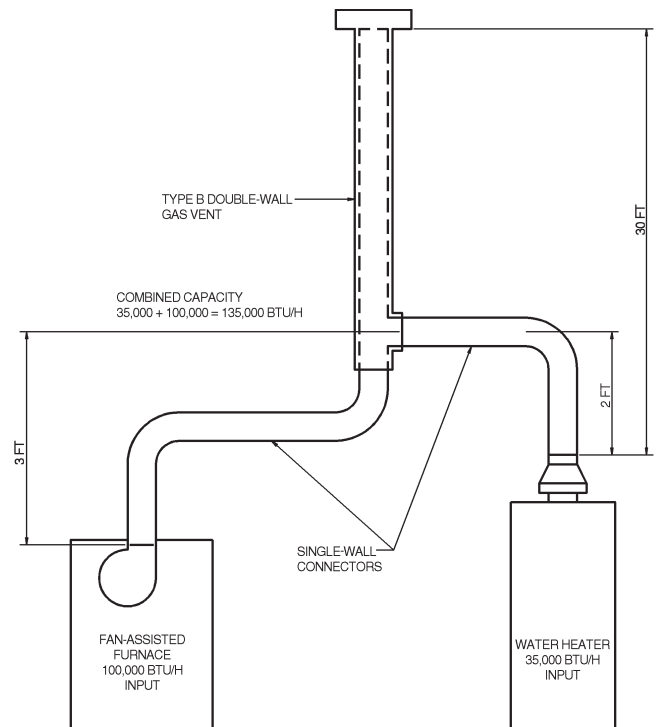 TYPE B DOUBLE-WALL
GAS VENT
30 FT
COMBINED CAPACITY
35,000 + 100,000 = 135,000 BTU/H
2 FT
3 FT
SINGLE-WALL
CONNECTORS
FAN-ASSISTED
FURNACE
100,000 BTU/H
INPUT
WATER HEATER
35,000 BTU/H
INPUT